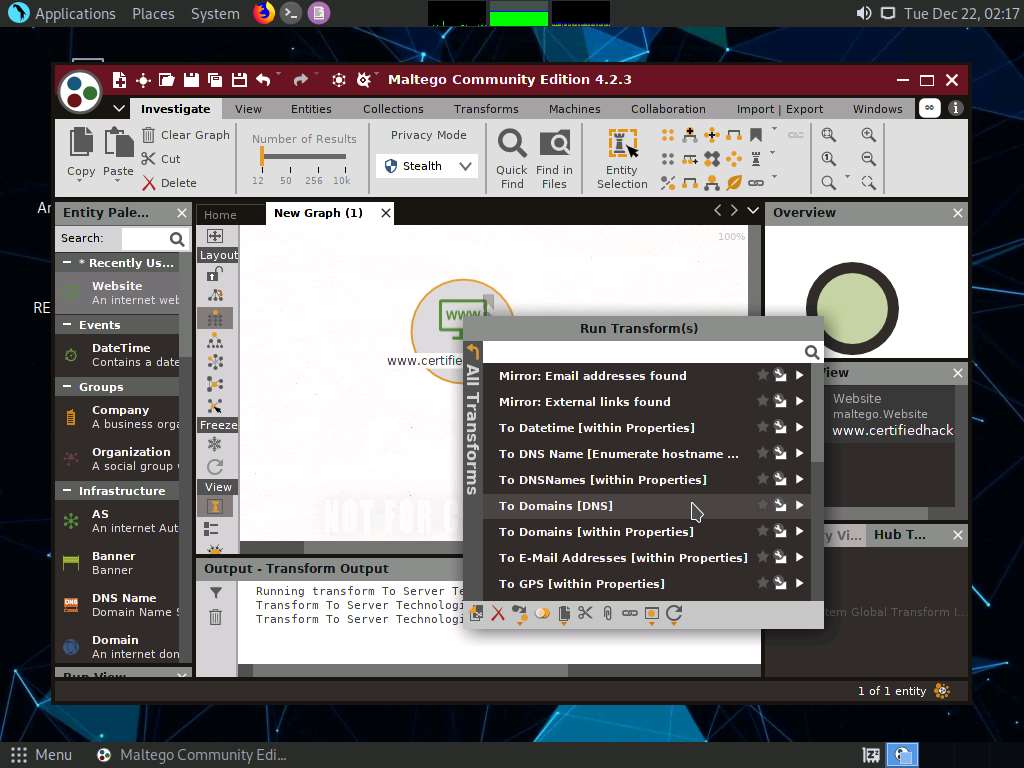 Applications Places System
Tue Dec 22, 02:17
Maltego Community Edition 4.2.3
Investigate View Entities Collections Transforms Machines Collaboration Import | Export Windows
Copy
Paste
Clear Graph
Cut
Delete
Number of Results
12 50 256 10k
Privacy Mode
Stealth
Quick
Find
Find in
Files
Entity
Selection
Entity Pale...
Search:
* Recently Us...
Website
An internet web
Events
DateTime
Contains a date
Groups
Company
A business orga
Organization
A social group
Infrastructure
AS
An internet Aut
Banner
DNS Name
Domain Name S
Domain
An internet don
Run View
Home
New Graph (1)
100%
Layout
Freeze
View
WWW
www.certifie
NOT FOR C
Output - Transform Output
Running transform To Server Te
Transform To Server Technologi
Transform To Server Technologi
Run Transform(s)
All Transforms
Mirror: Email addresses found
Mirror: External links found
To Datetime [within Properties]
To DNS Name [Enumerate hostname ...
To DNSNames [within Properties]
To Domains [DNS]
To Domains [within Properties]
To E-Mail Addresses [within Properties]
To GPS [within Properties]
Overview
View
Website
maltego.Website
www.certifiedhack
y Vi...
Hub T...
tem Global Transform I...
1 of 1 entity
Menu
Maltego Community Edi...